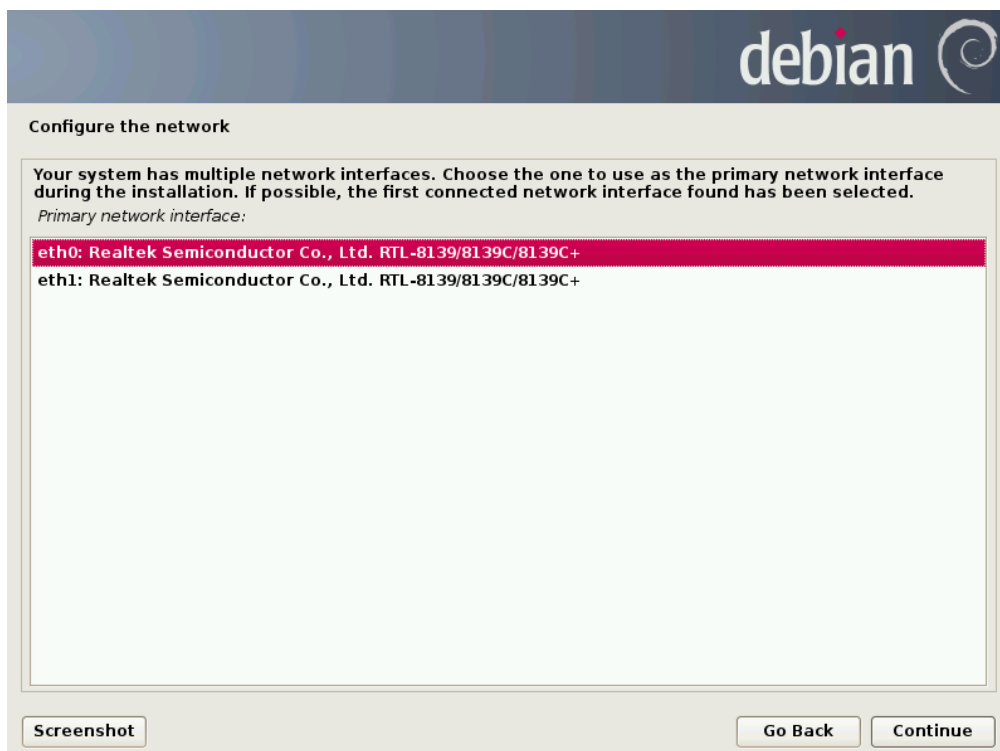 debian
Configure the network
Your system has multiple network interfaces. Choose the one to use as the primary network interface
during the installation. If possible, the first connected network interface found has been selected.
Primary network interface:
eth0: Realtek Semiconductor Co., Ltd. RTL-8139/8139C/8139C+
eth1: Realtek Semiconductor Co., Ltd. RTL-8139/8139C/8139C+
Screenshot
Go Back
Continue